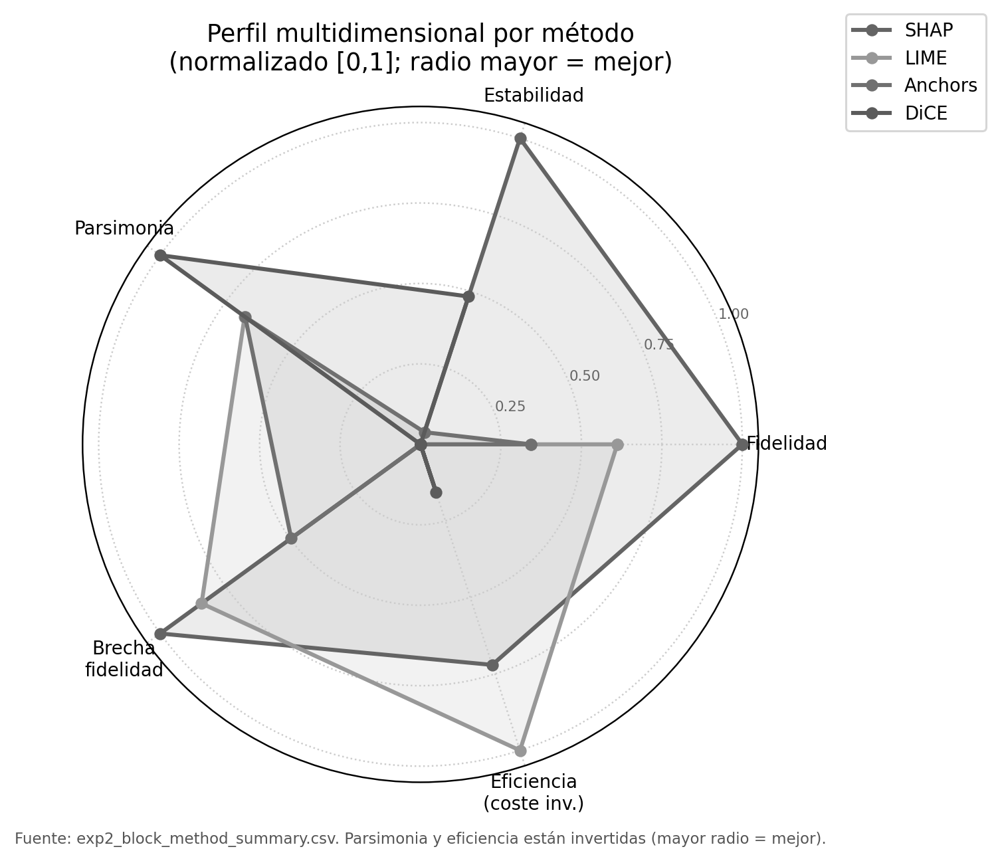 Perfil multidimensional por método
(normalizado [0,1]; radio mayor = mejor)
SHAP
LIME
Anchors
DiCE
Estabilidad
Parsimonia
1.00
0.75
0.50
0.25
Fidelidad
Brecha
fidelidad
Eficiencia
(coste inv.)
Fuente: exp2_block_method_summary.csv. Parsimonia y eficiencia están invertidas (mayor radio = mejor).